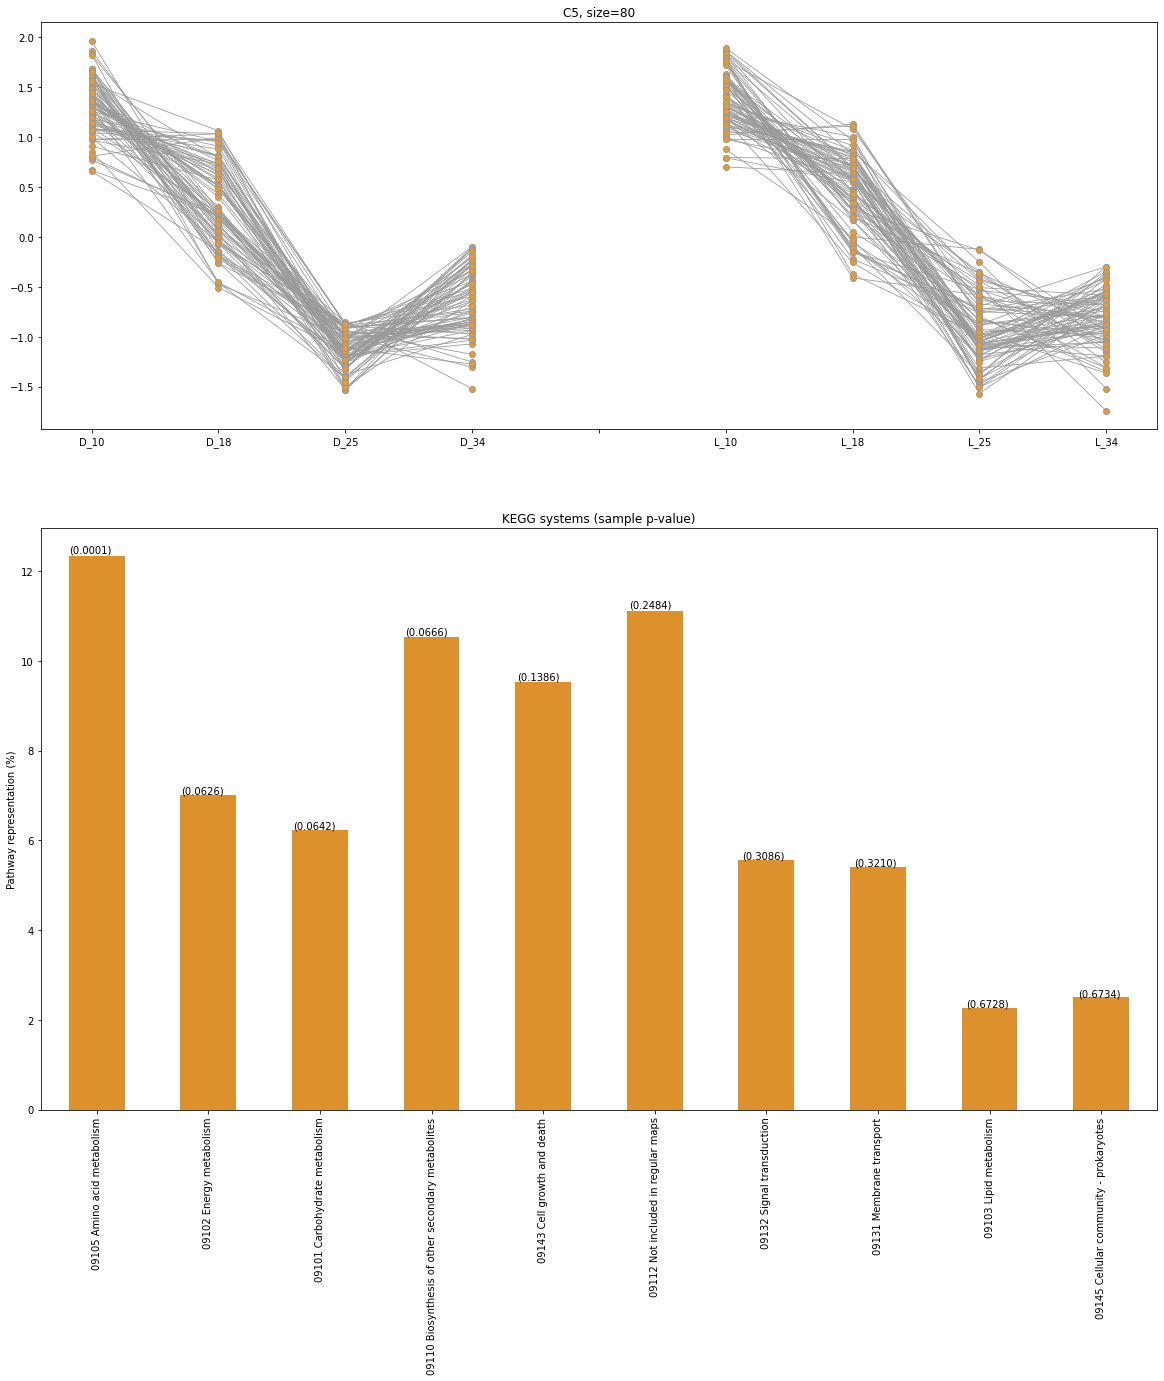 C5, size=80
2.0
1.5
1.0
0.5
0.0
−0.5
−1.0
−1.5
D_10 D_18 D_25 D_34 L_10 L_18 L_25 L_34
KEGG systems (sample p-value)
Pathway representation (%)
12
10
8
6
4
2
0
(0.0001)
(0.0626)
(0.0642)
(0.0666)
(0.1386)
(0.2484)
(0.3086)
(0.3210)
(0.6728)
(0.6734)
09105 Amino acid metabolism
09102 Energy metabolism
09101 Carbohydrate metabolism
09110 Biosynthesis of other secondary metabolites
09143 Cell growth and death
09112 Not included in regular maps
09132 Signal transduction
09131 Membrane transport
09103 Lipid metabolism
09145 Cellular community - prokaryotes